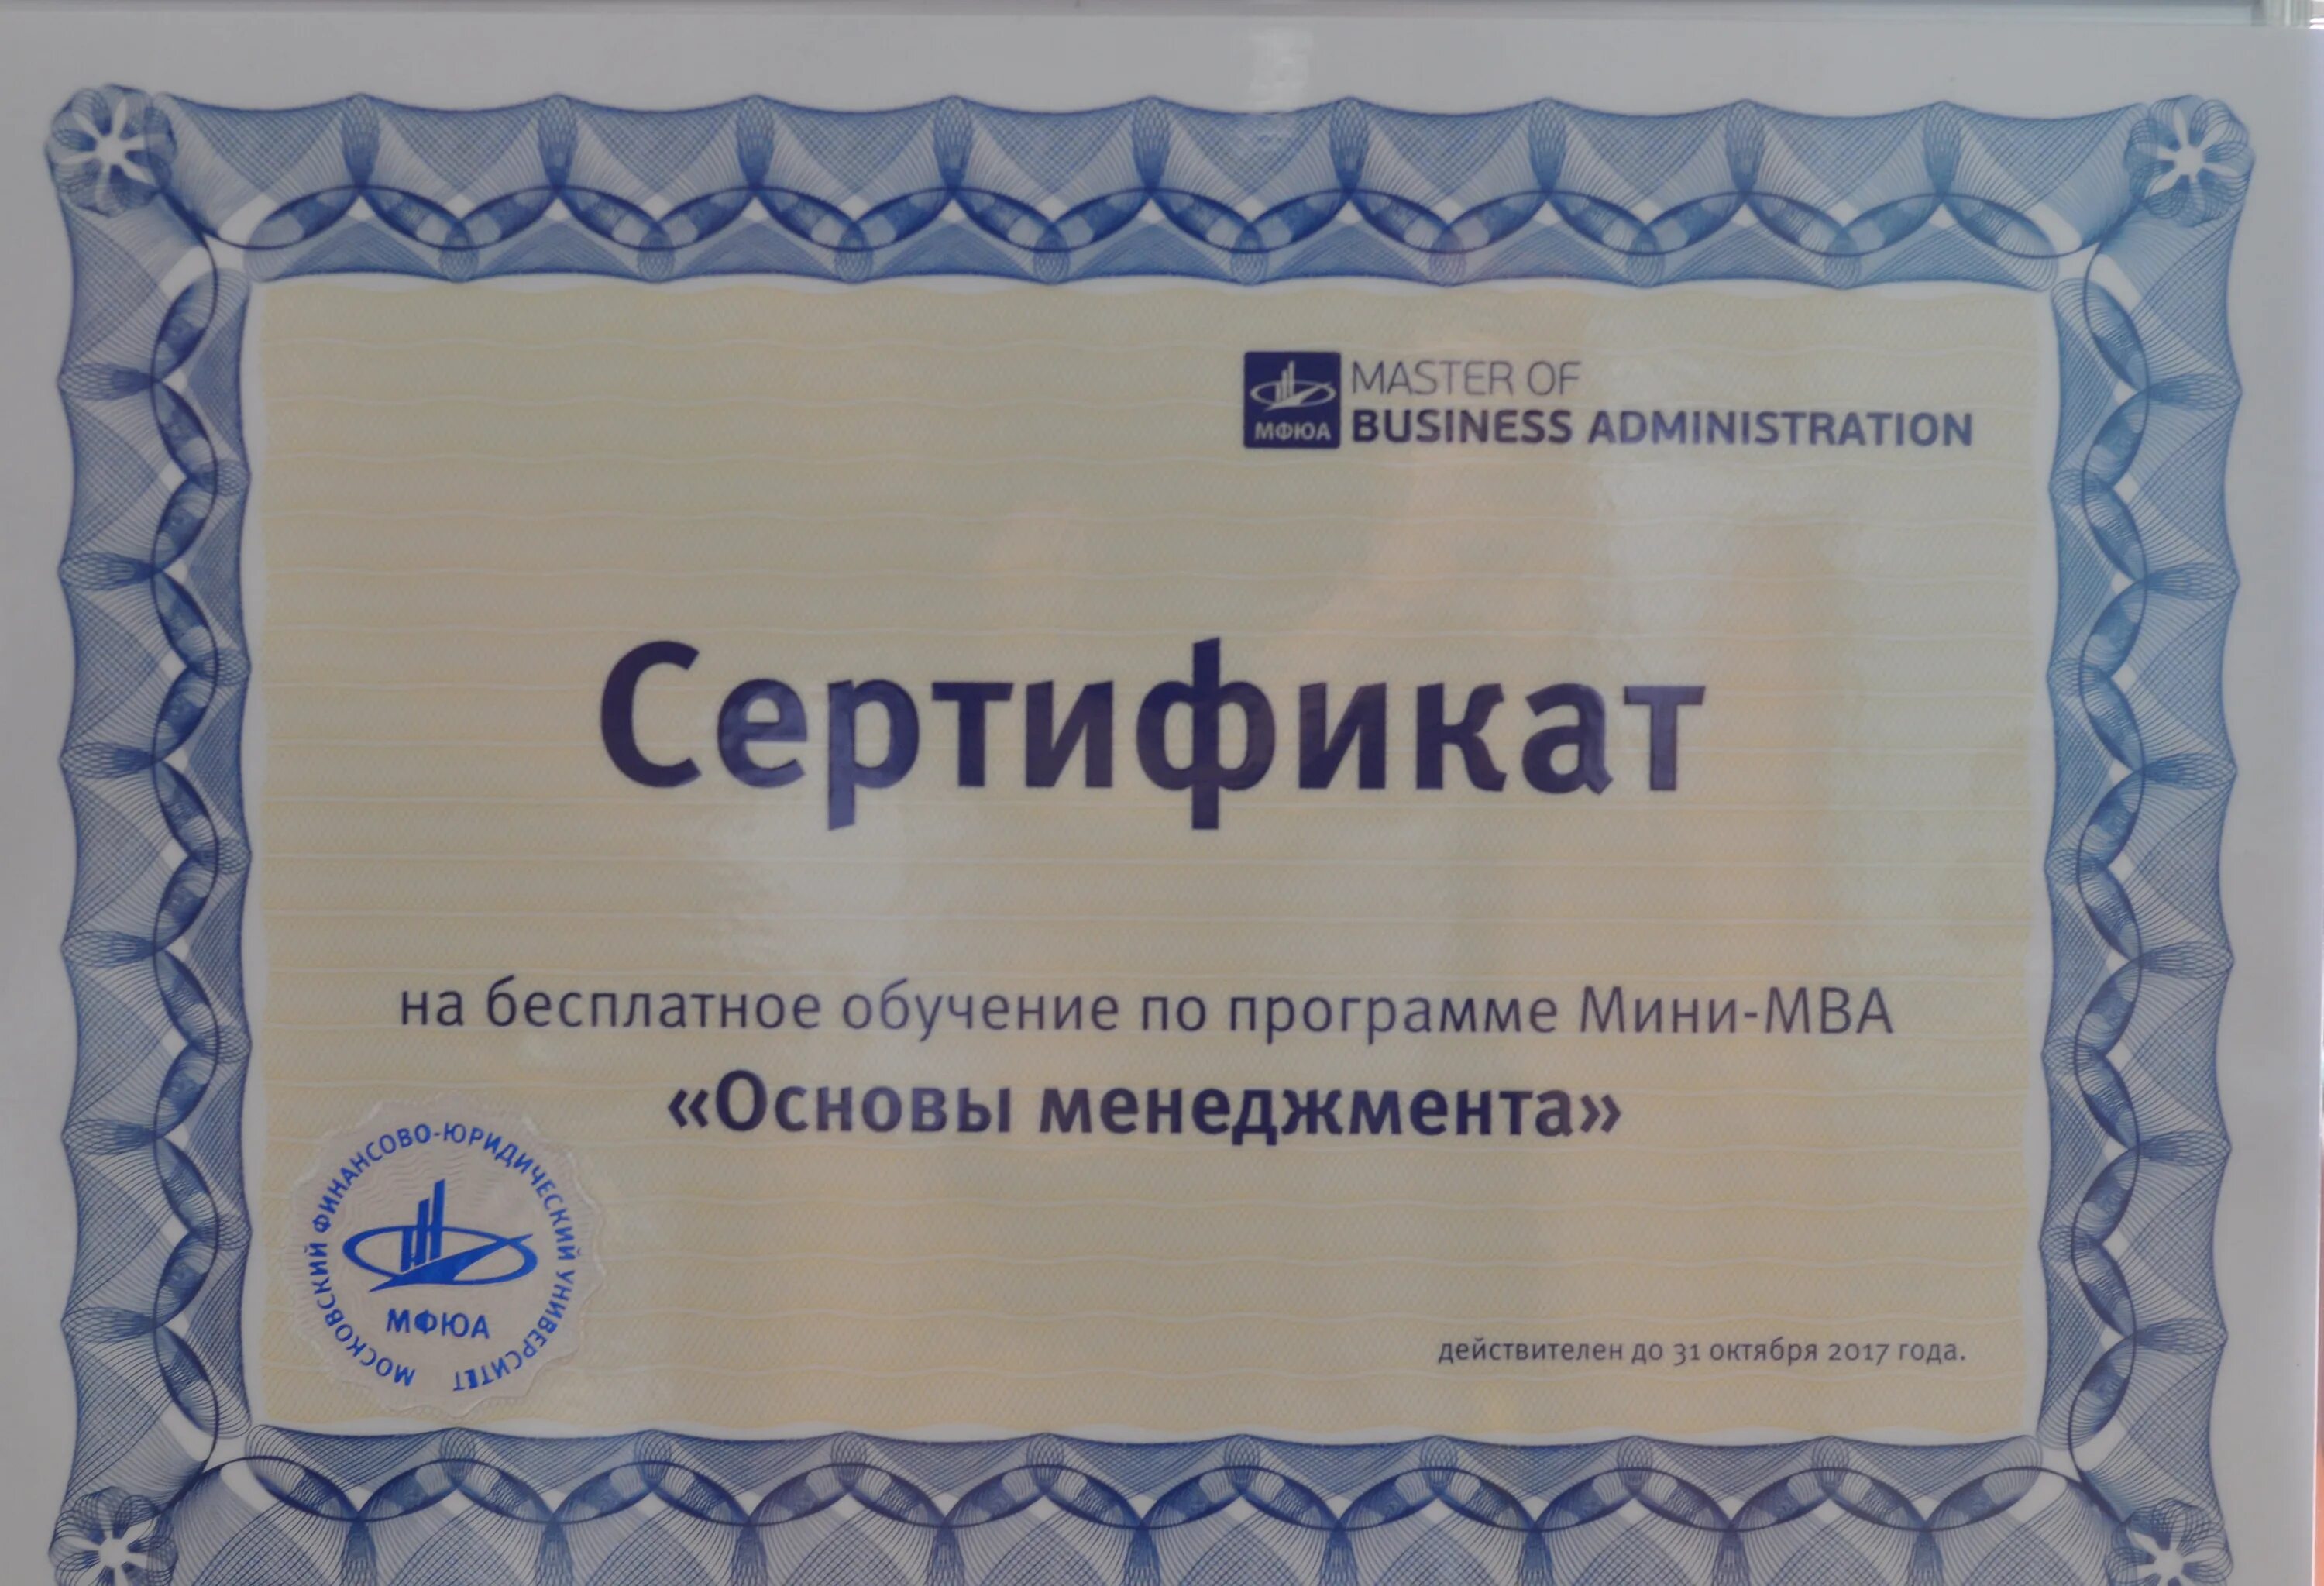 MASTER OF
МФЮА BUSINESS ADMINISTRATION
Сертификат
на бесплатное обучение по программе Мини-МВА
«Основы менеджмента»
МОСКОВСКИЙ ФИНАНСОВО-ЮРИДИЧЕСКИЙ УНИВЕРСИТЕТ
МФЮА
действителен до 31 октября 2017 года.